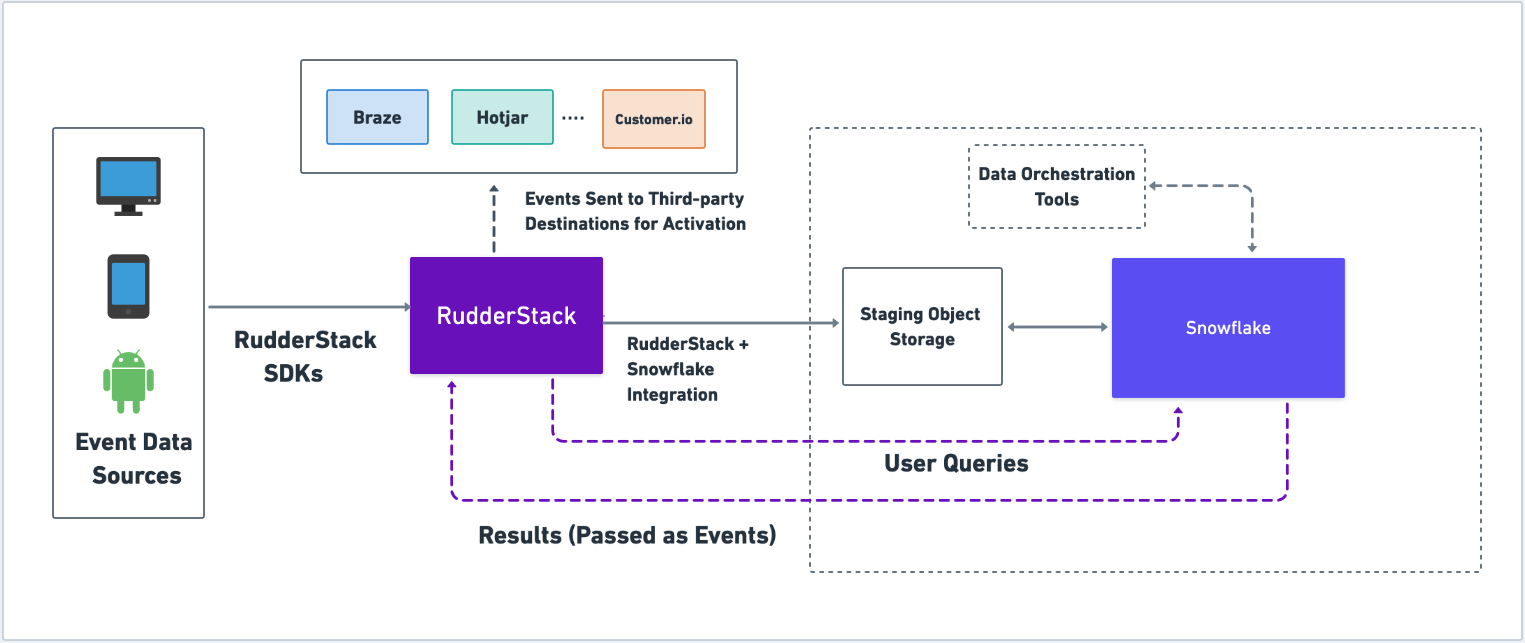 Braze
Hotjar
....
Customer.io
Data Orchestration
Tools
Events Sent to Third-party
Destinations for Activation
RudderStack
Staging Object
Storage
Snowflake
RudderStack
SDKs
RudderStack +
Snowflake
Integration
Event Data
Sources
User Queries
Results (Passed as Events)